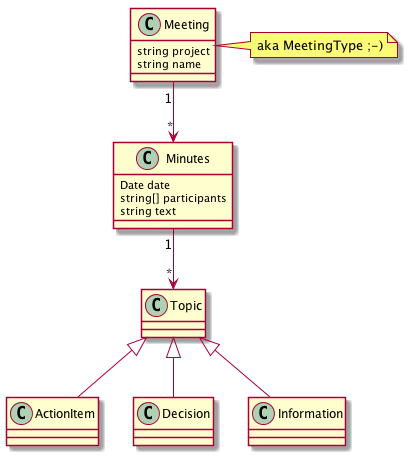 C Meeting
string project
string name
aka MeetingType ;-)
1
*
C Minutes
Date date
string[] participants
string text
1
*
C Topic
C ActionItem
C Decision
C Information